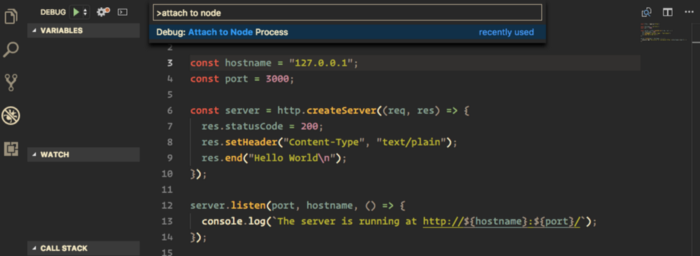 DEBUG
>attach to node
Debug: Attach to Node Process recently used
VARIABLES
WATCH
CALL STACK
2
3 const hostname = "127.0.0.1";
4 const port = 3000;
5
6 const server = http.createServer((req, res) => {
7 res.statusCode = 200;
8 res.setHeader("Content-Type", "text/plain");
9 res.end("Hello World\n");
10 });
11
12 server.listen(port, hostname, () => {
13 console.log(`The server is running at http://${hostname}:${port}/`);
14 });
15